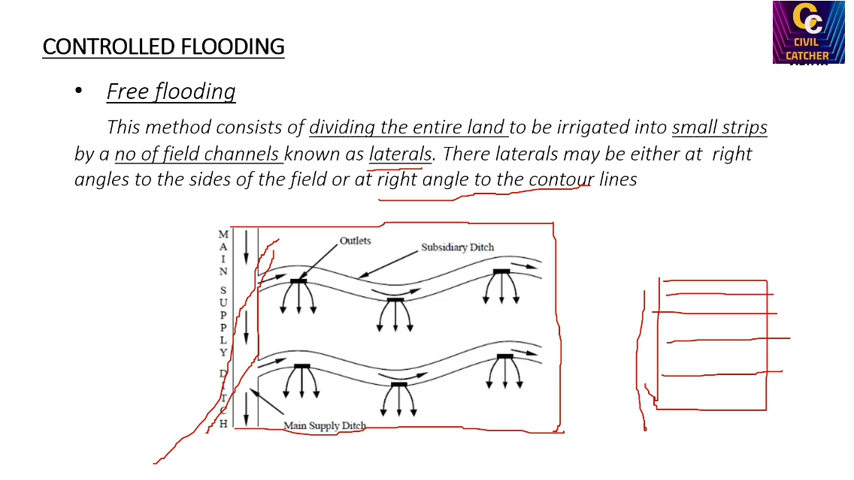 CC
CIVIL
CATCHER
CONTROLLED FLOODING
• Free flooding
This method consists of dividing the entire land to be irrigated into small strips
by a no of field channels known as laterals. There laterals may be either at right
angles to the sides of the field or at right angle to the contour lines
MAIN SUPPLY DITCH
Outlets
Subsidiary Ditch
Main Supply Ditch